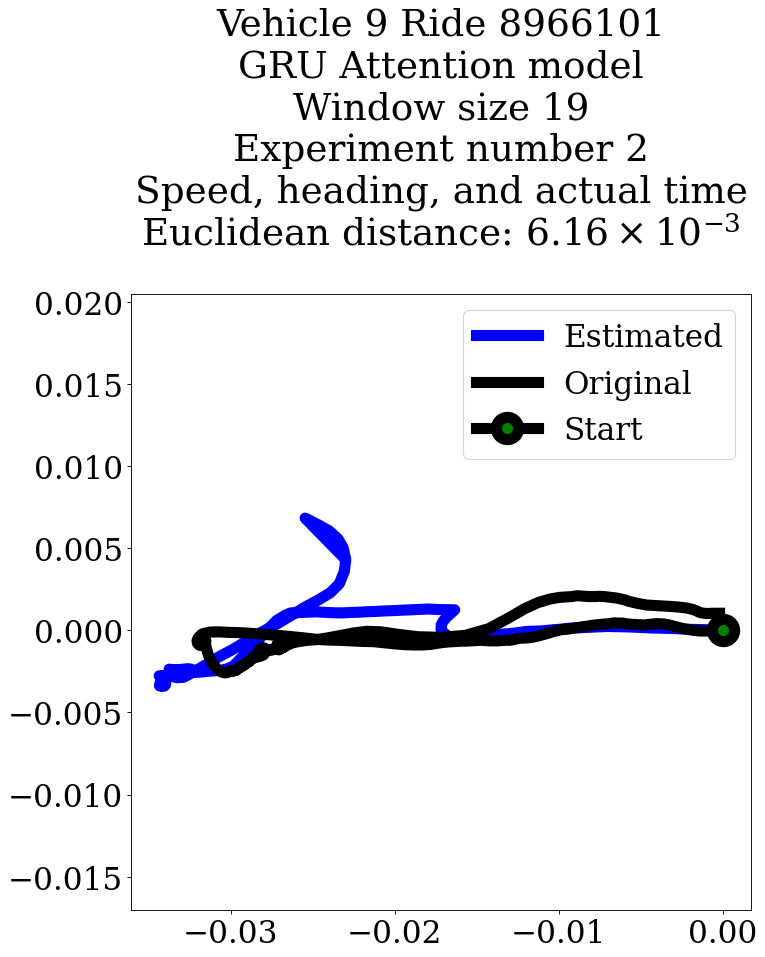 Vehicle 9 Ride 8966101
GRU Attention model
Window size 19
Experiment number 2
Speed, heading, and actual time
Euclidean distance: 6.16 × 10⁻³
0.020
0.015
0.010
0.005
0.000
−0.005
−0.010
−0.015
Estimated
Original
Start
−0.03
−0.02
−0.01
0.00